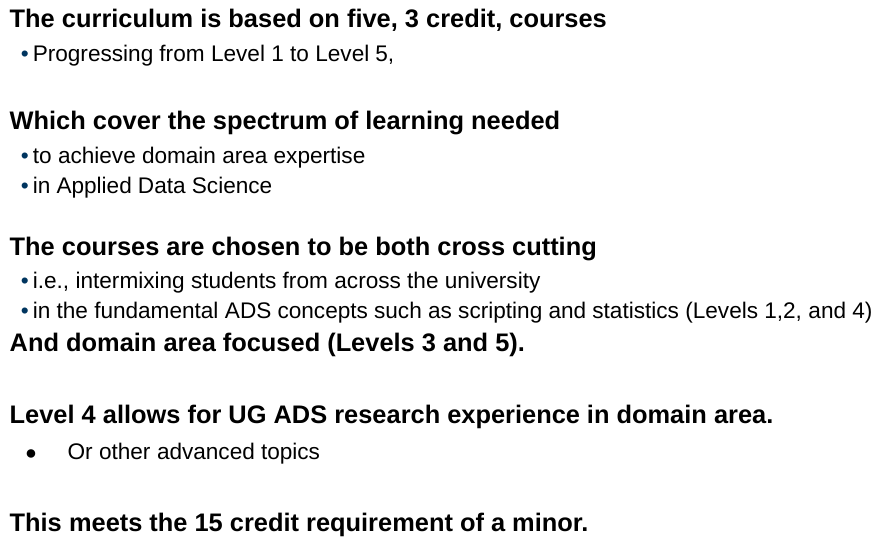 The curriculum is based on five, 3 credit, courses
• Progressing from Level 1 to Level 5,
Which cover the spectrum of learning needed
• to achieve domain area expertise
• in Applied Data Science
The courses are chosen to be both cross cutting
• i.e., intermixing students from across the university
• in the fundamental ADS concepts such as scripting and statistics (Levels 1,2, and 4)
And domain area focused (Levels 3 and 5).
Level 4 allows for UG ADS research experience in domain area.
• Or other advanced topics
This meets the 15 credit requirement of a minor.